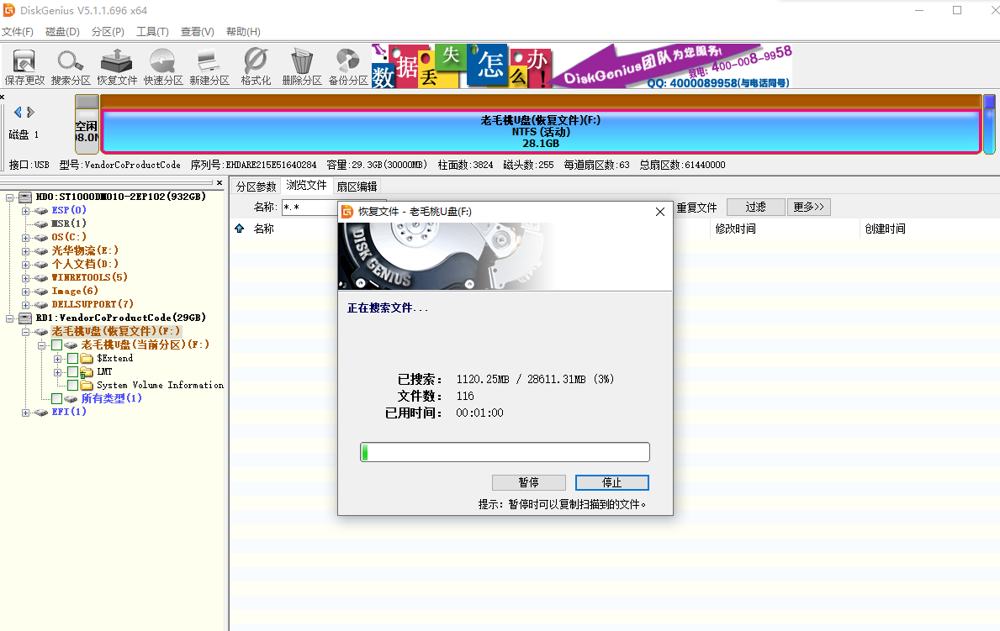 DiskGenius V5.1.1.696 x64
文件(F) 磁盘(D) 分区(P) 工具(T) 查看(V) 帮助(H)
保存更改 搜索分区 恢复文件 快速分区 新建分区 格式化 删除分区 备份分区
数据丢失怎么办!
DiskGenius团队为您服务!
致电: 400-008-9958
QQ: 4000089958(与电话同号)
磁盘 1
空闲
老毛桃U盘(恢复文件)(F:)
NTFS (活动)
28.1GB
接口:USB 型号:VendorCoProductCode 序列号:EHDARE215E51640284 容量:29.3GB(30000MB) 柱面数:3824 磁头数:255 每道扇区数:63 总扇区数:61440000
HD0:ST1000DM010-2EP102(932GB)
ESP(0)
MSR(1)
OS(C:)
光华物流(E:)
个人文档(D:)
WINRETOOLS(5)
Image(6)
DELLSUPPORT(7)
RD1:VendorCoProductCode(29GB)
老毛桃U盘(恢复文件)(F:)
老毛桃U盘(当前分区)(F:)
$Extend
LMT
System Volume Information
所有类型(1)
EFI(1)
分区参数 浏览文件 扇区编辑
名称: *.* 重复文件 过滤 更多>>
名称 修改时间 创建时间
恢复文件 - 老毛桃U盘(F:)
DISK GENIUS
正在搜索文件...
已搜索: 1120.25MB / 28611.31MB (3%)
文件数: 116
已用时间: 00:01:00
暂停 停止
提示: 暂停时可以复制扫描到的文件。